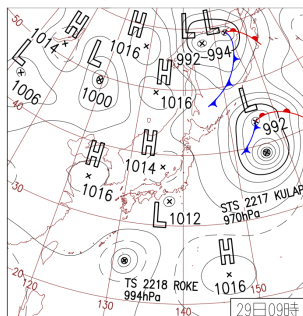 H
1014
L
1006
L
1000
H
1016
H
1016
L
L
992
994
L
992
STS 2217 KULAP
970hPa
H
1016
H
1014
L
1012
TS 2218 ROKE
994hPa
H
1016
20
30
40
120
130
140
150
29日09時